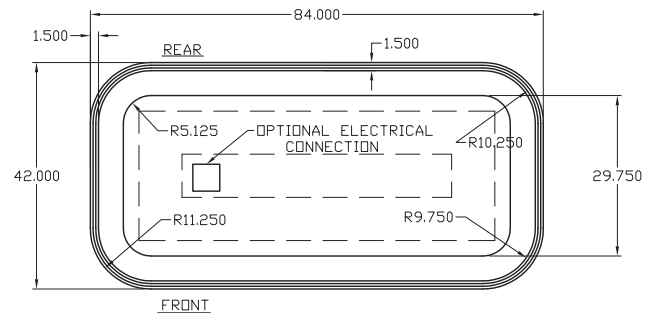 84.000
1.500
REAR
1.500
R5.125
OPTIONAL ELECTRICAL
CONNECTION
R10.250
42.000
29.750
R11.250
R9.750
FRONT